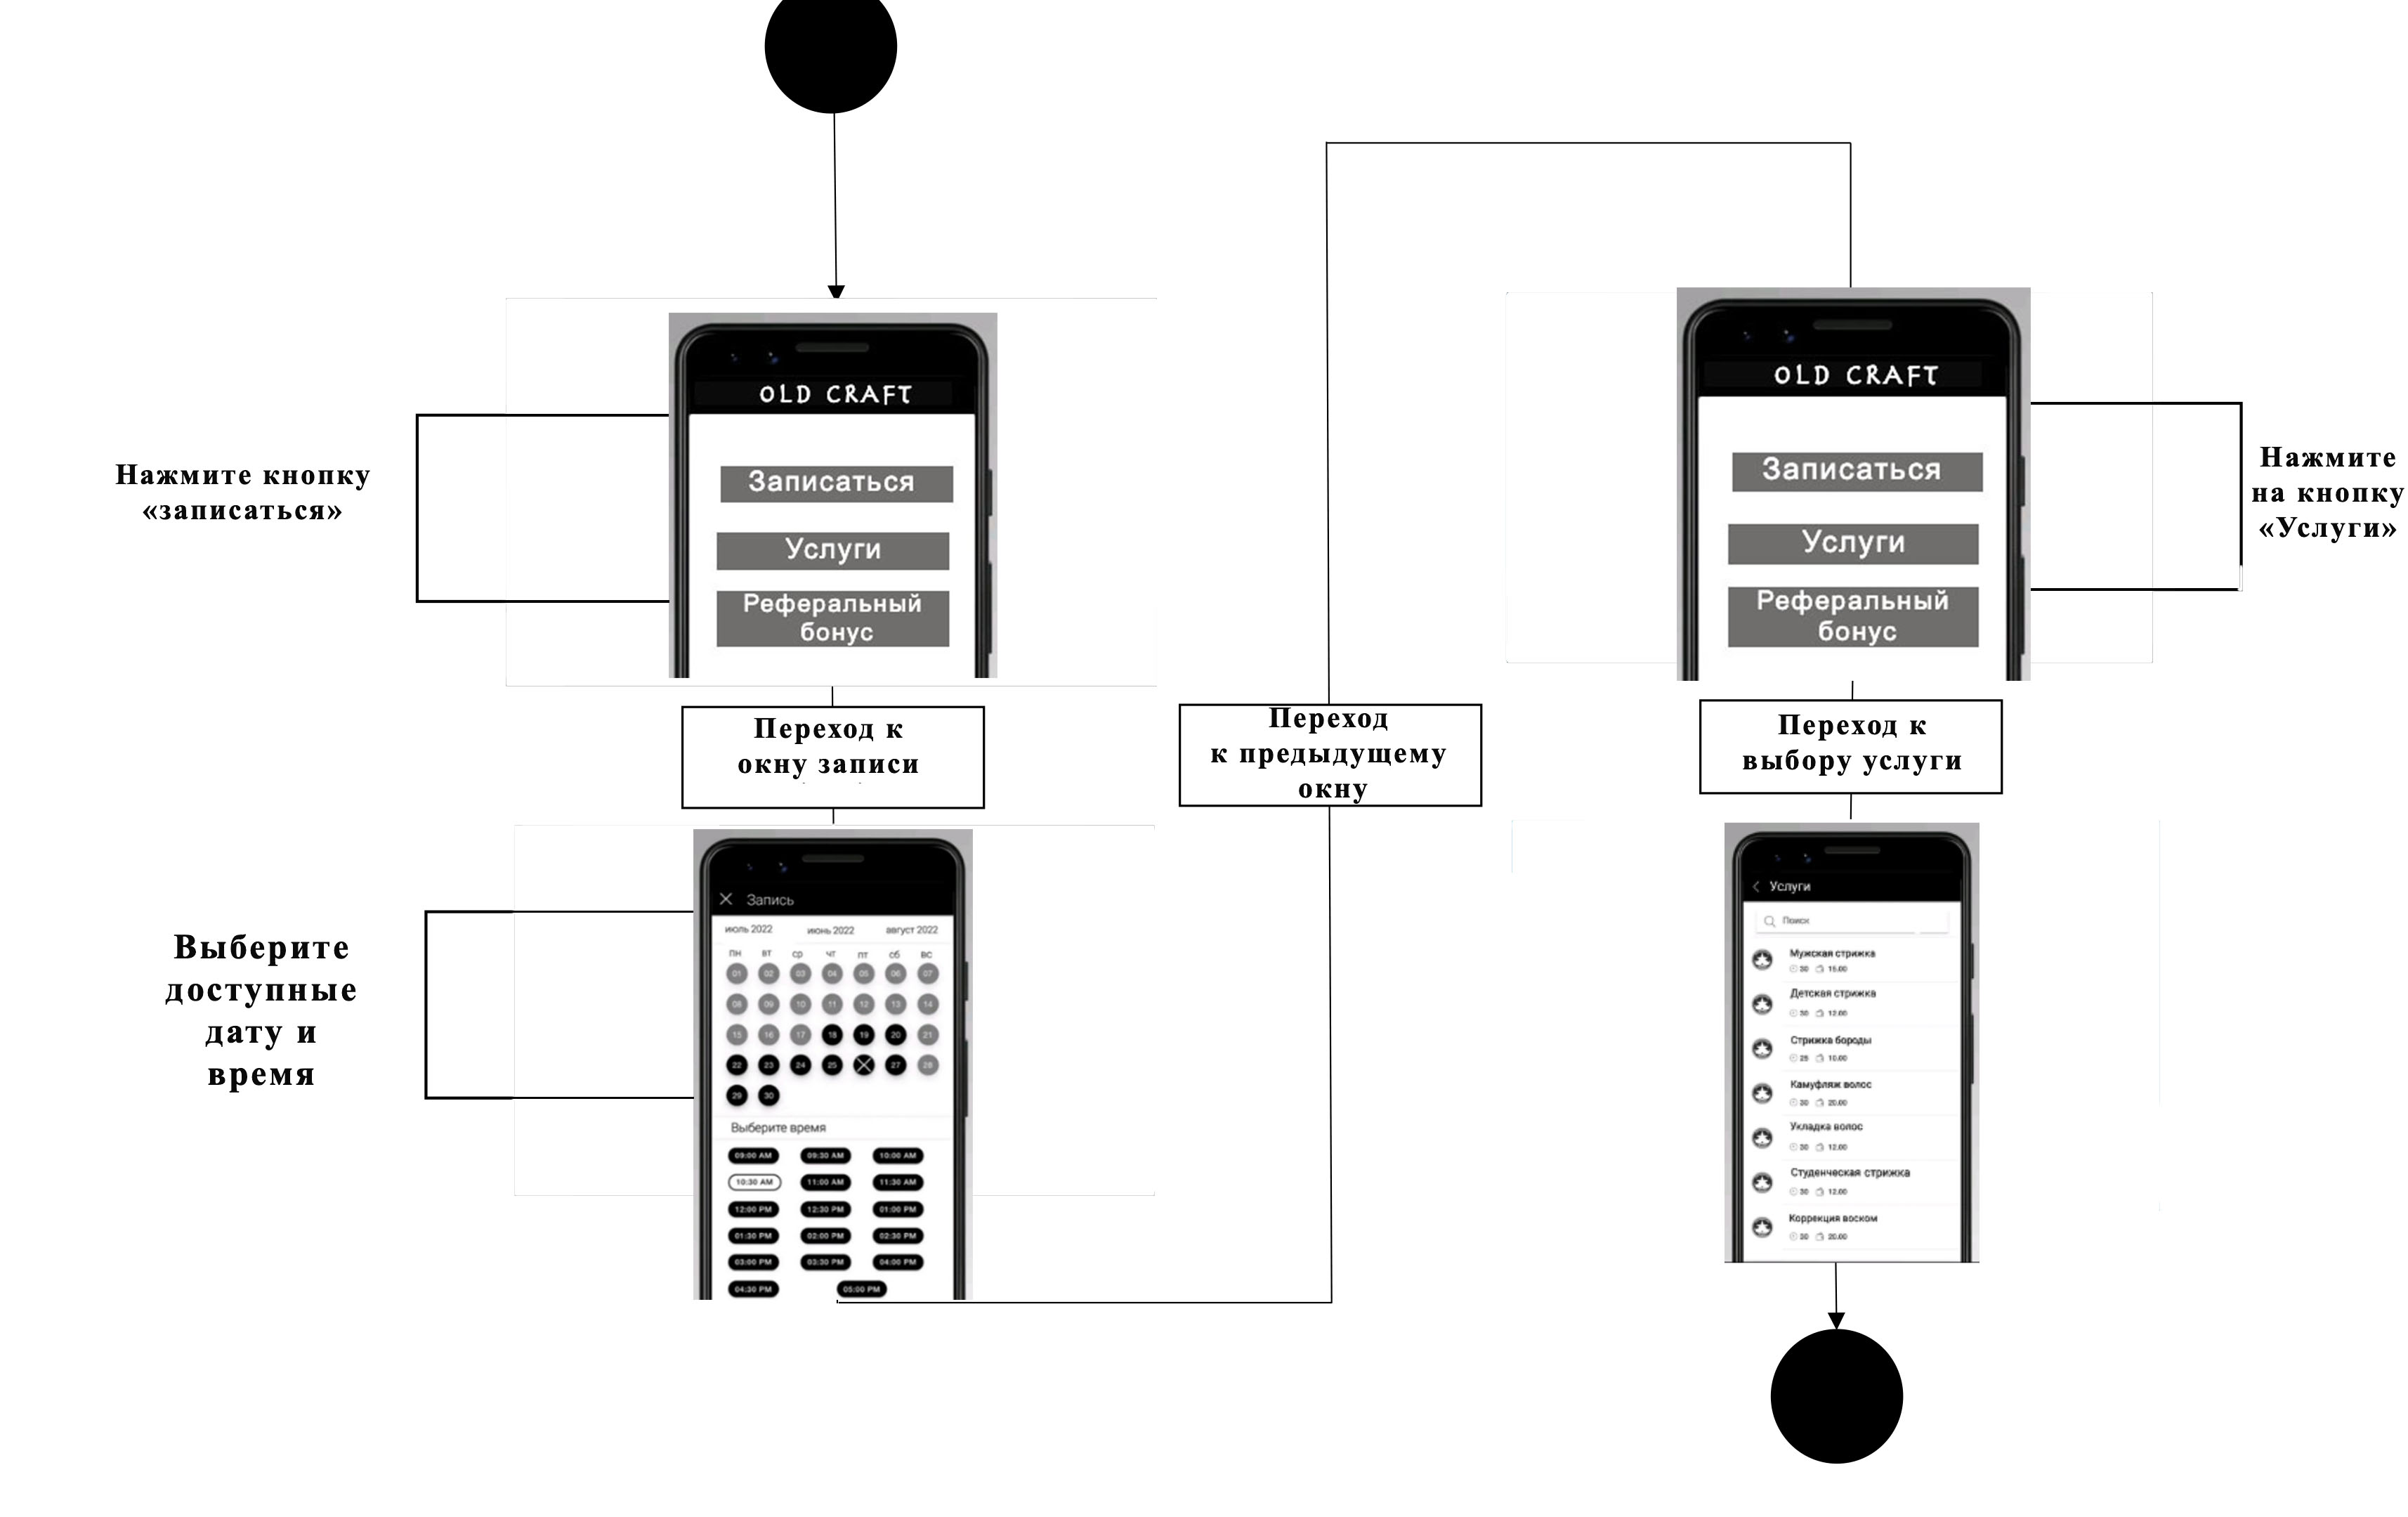 OLD CRAFT
Записаться
Услуги
Реферальный
бонус
Нажмите кнопку
«записаться»
Переход к
окну записи
Запись
июль 2022 июнь 2022 август 2022
пн вт ср чт пт сб вс
01 02 03 04 05 06 07
08 09 10 11 12 13 14
15 16 17 18 19 20 21
22 23 24 25 27 28
29 30
Выберите время
09:00 AM 09:30 AM 10:00 AM
10:30 AM 11:00 AM 11:30 AM
12:00 PM 12:30 PM 01:00 PM
01:30 PM 02:00 PM 02:30 PM
03:00 PM 03:30 PM 04:00 PM
04:30 PM 05:00 PM
Выберите
доступные
дату и
время
Переход
к предыдущему
окну
OLD CRAFT
Записаться
Услуги
Реферальный
бонус
Нажмите
на кнопку
«Услуги»
Переход к
выбору услуги
Услуги
Поиск
Мужская стрижка
30 15.00
Детская стрижка
30 12.00
Стрижка бороды
25 10.00
Камуфляж волос
30 20.00
Укладка волос
30 12.00
Студенческая стрижка
30 12.00
Коррекция воском
30 20.00